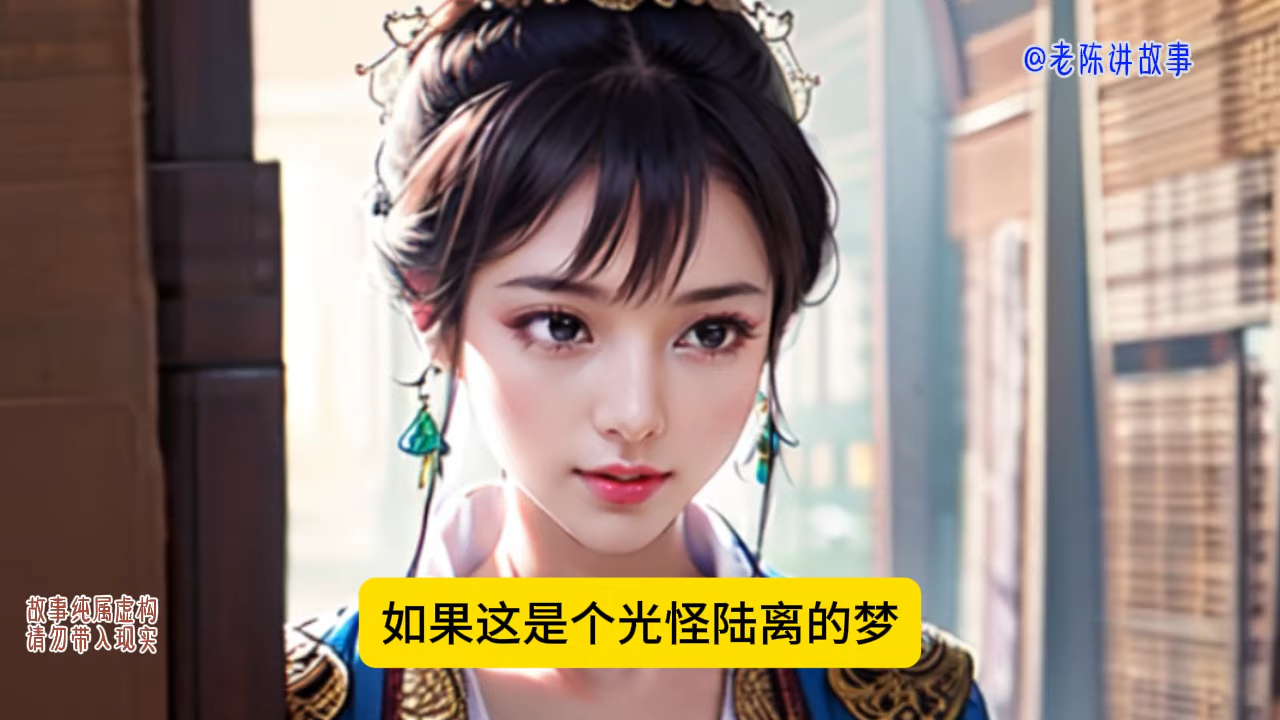 @老陈讲故事
故事纯属虚构
请勿带入现实
如果这是个光怪陆离的梦